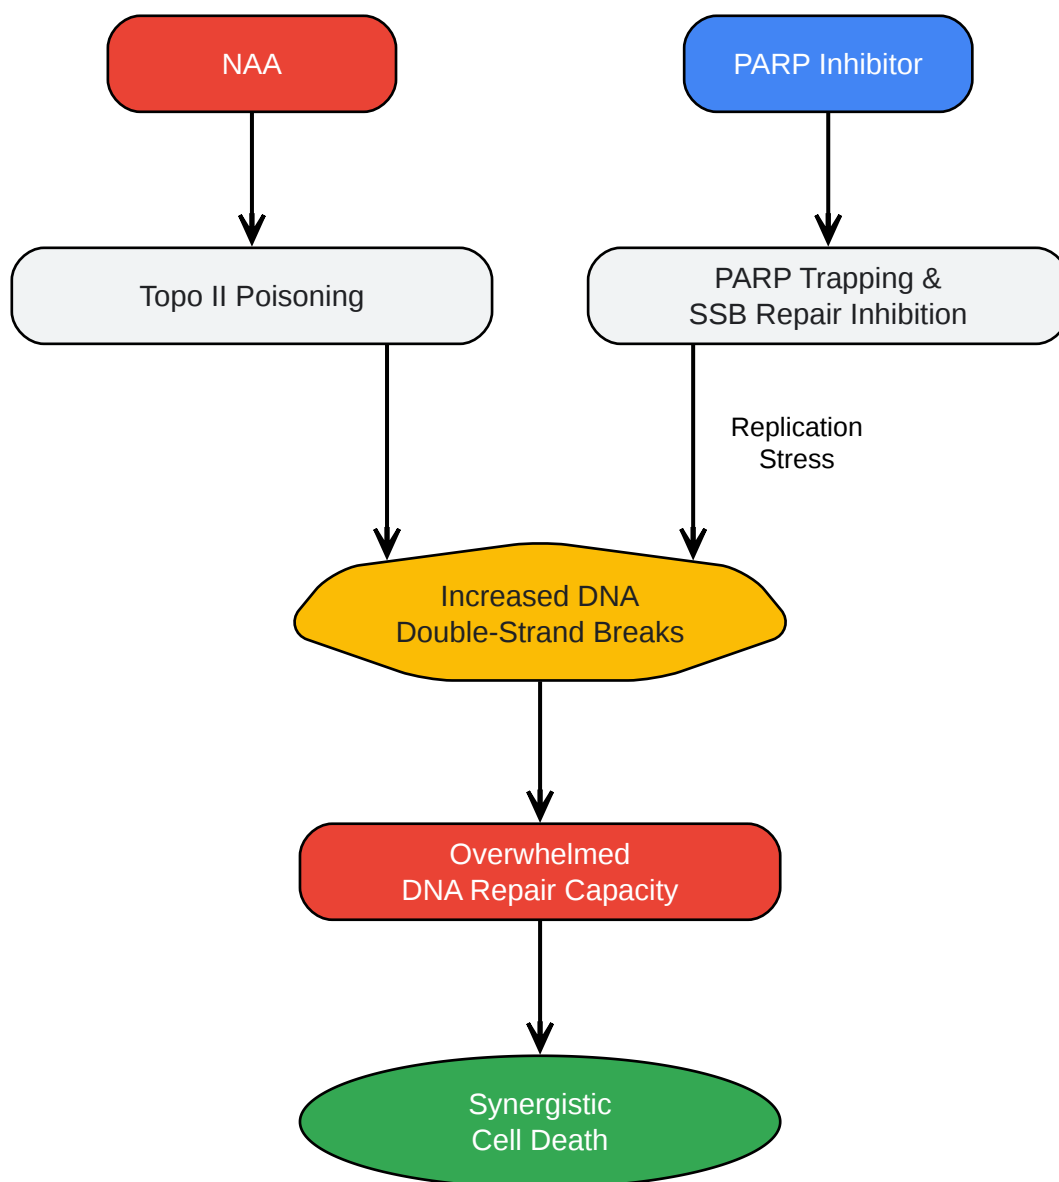 NAA
PARP Inhibitor
Topo II Poisoning
PARP Trapping &
SSB Repair Inhibition
Replication
Stress
Increased DNA
Double-Strand Breaks
Overwhelmed
DNA Repair Capacity
Synergistic
Cell Death